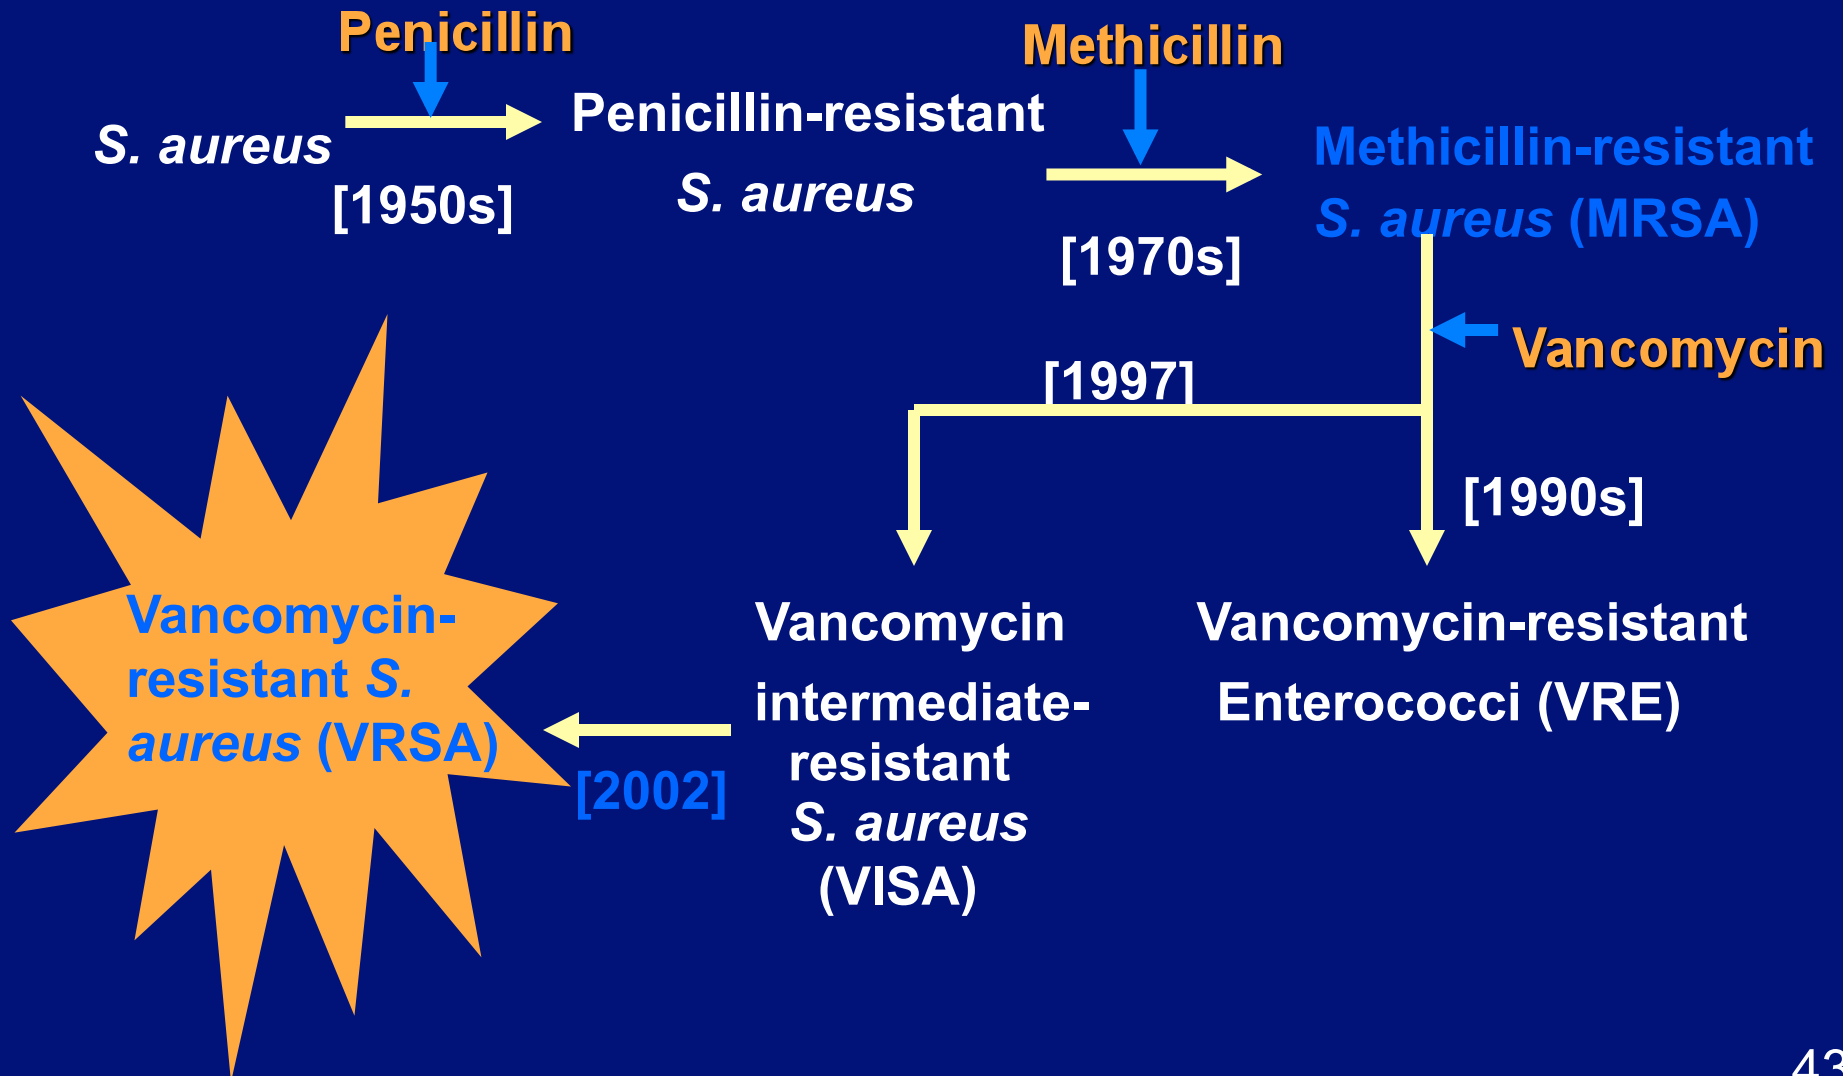 Penicillin
Methicillin
S. aureus
[1950s]
Penicillin-resistant
S. aureus
[1970s]
Methicillin-resistant
S. aureus (MRSA)
Vancomycin
[1997]
[1990s]
Vancomycin-
resistant S.
aureus (VRSA)
[2002]
Vancomycin
intermediate-
resistant
S. aureus
(VISA)
Vancomycin-resistant
Enterococci (VRE)
43